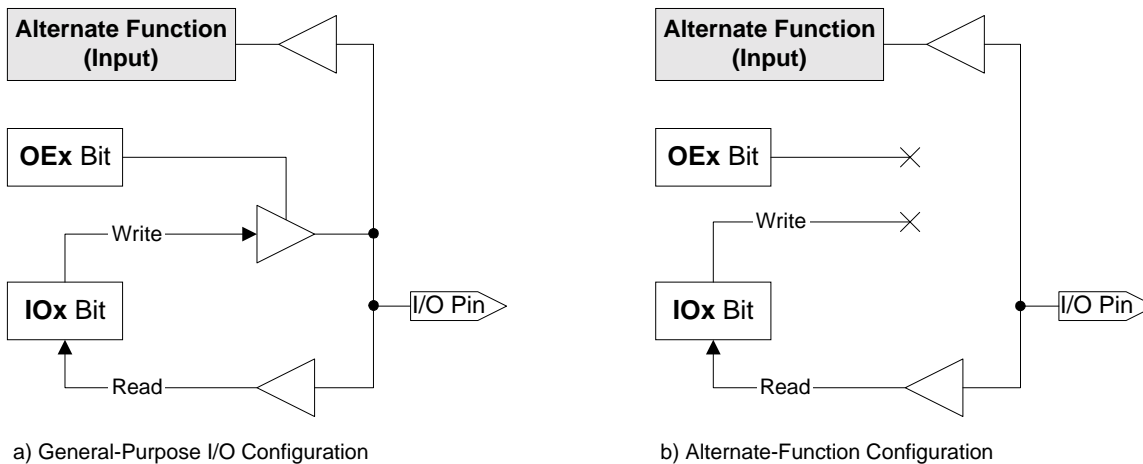 Alternate Function
(Input)
OEx Bit
Write
IOx Bit
I/O Pin
Read
a) General-Purpose I/O Configuration
Alternate Function
(Input)
OEx Bit
Write
IOx Bit
I/O Pin
Read
b) Alternate-Function Configuration